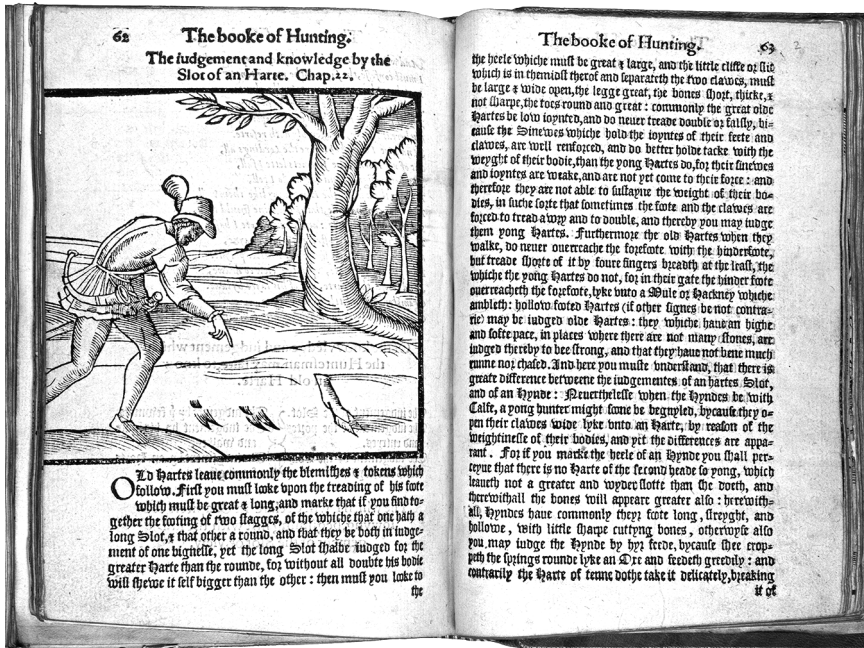 62 The booke of Hunting.
The iudgement and knowledge by the
Slot of an Harte. Chap.22.
OLd Hartes leaue commonly the blemishes & tokens which
follow. First you must looke vpon the treading of his foote
which must be great & long, and marke that if you find to-
gether the footing of two stagges, of the whiche that one hath a
long Slot, & that other a round, and that they be both in iudge-
ment of one bignesse, yet the long Slot shalbe iudged for the
greater Harte than the rounde, for without all doubte his bodie
will shewe it self bigger than the other: then must you looke to
the
The booke of Hunting. 63
the heele whiche must be great & large, and the little clifte or slit
which is in themidst therof and separateth the two clawes, must
be large & wide open, the legge great, the bones short, thicke, &
not sharpe, the toes round and great: commonly the great olde
Hartes be low ioynted, and do neuer treade double or falsly, bi-
cause the Sinewes whiche hold the ioyntes of their feete and
clawes, are well renforced, and do better holde tacke with the
weyght of their bodie, than the yong Hartes do, for their sinewes
and ioyntes are weake, and are not yet come to their force: and
therefore they are not able to sustayne the weight of their bo-
dies, in suche sorte that sometimes the foote and the clawes are
forced to tread awry and to double, and thereby you may iudge
them yong Hartes. Furthermore the old Hartes when they
walke, do neuer ouerreache the forefoote with the hinderfoote,
but treade shorte of it by foure fingers breadth at the least, the
whiche the yong Hartes do not, for in their gate the hinder foote
ouerreacheth the forefoote, lyke vnto a Mule or Hackney whiche
ambleth: hollow footed Hartes (if other signes be not contra-
rie) may be iudged olde Hartes: they whiche haue an highe
and softe pace, in places where there are not many stones, are
iudged thereby to bee strong, and that they haue not bene much
runne nor chased. And here you muste vnderstand, that there is
greate difference betweene the iudgementes of an hartes Slot,
and of an Hynde: Neuerthelesse when the Hyndes be with
Calfe, a yong hunter might soone be begnyled, bycause they o-
pen their clawes wide lyke vnto an Harte, by reason of the
weightinesse of their bodies, and yet the differences are appa-
rant. For if you marke the heele of an Hynde you shall per-
ceyue that there is no Harte of the second heade so yong, which
leaueth not a greater and wyder slotte than she doeth, and
therewithall the bones will appeare greater also: herewith-
all, Hyndes haue commonly theyr foote long, streyght, and
hollowe, with little sharpe cuttyng bones, otherwyse also
you may iudge the Hynde by hyr feede, bycause shee crop-
peth the springs rounde lyke an Oxe and feedeth greedily: and
contrarily the Harte of tenne dothe take it delicately, breaking
it of